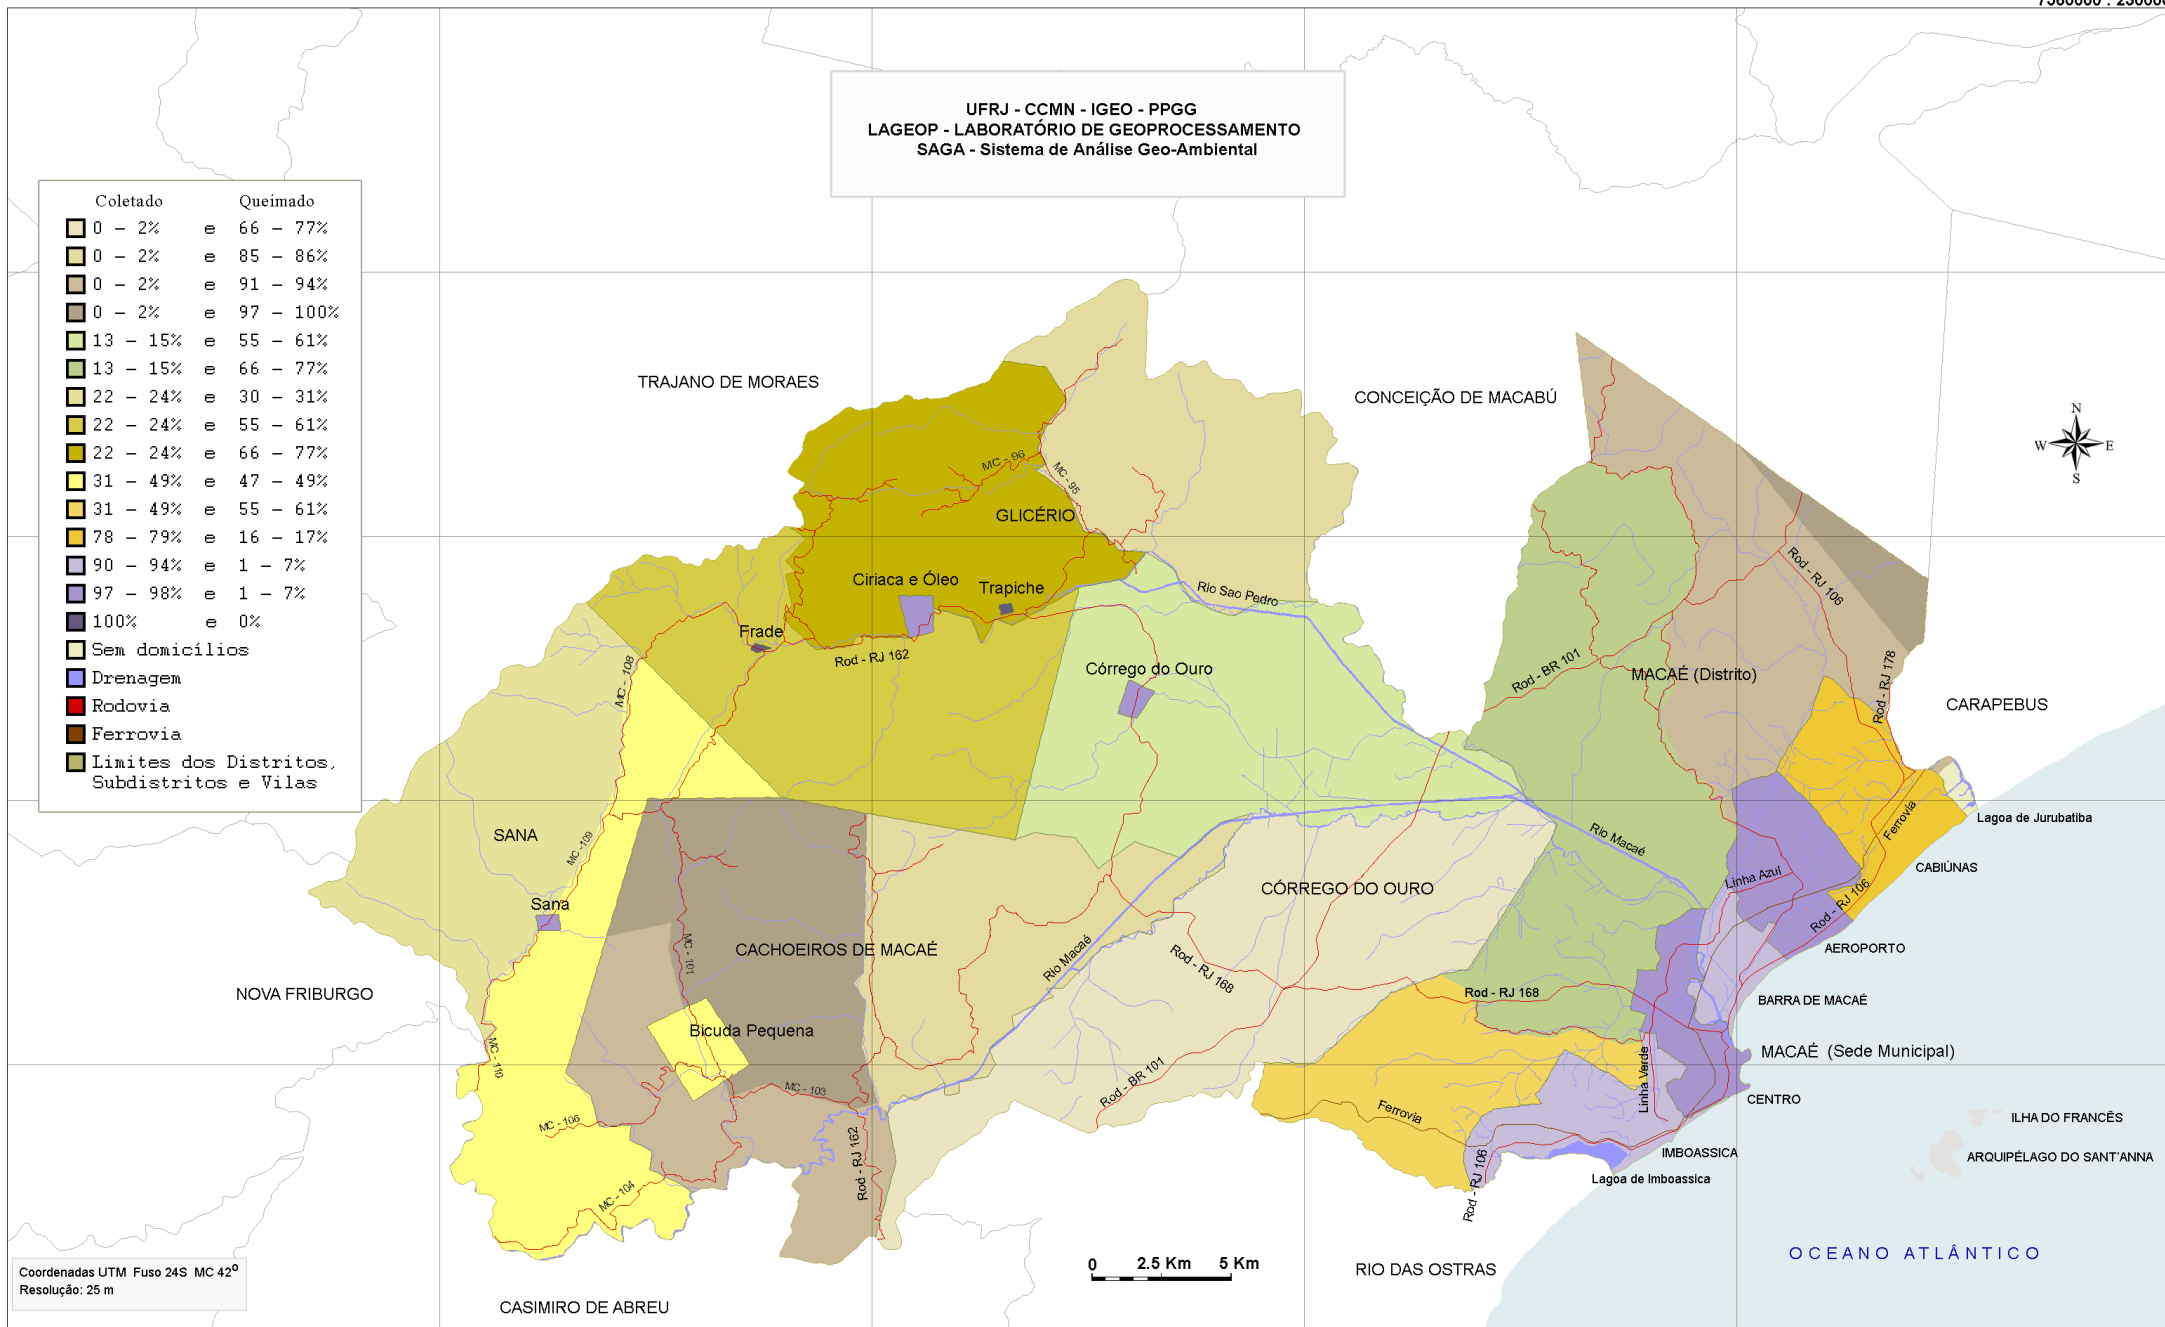 UFRJ - CCMN - IGEO - PPGG
LAGEOP - LABORATÓRIO DE GEOPROCESSAMENTO
SAGA - Sistema de Análise Geo-Ambiental
Coletado Queimado
0 - 2% e 66 - 77%
0 - 2% e 85 - 86%
0 - 2% e 91 - 94%
0 - 2% e 97 - 100%
13 - 15% e 55 - 61%
13 - 15% e 66 - 77%
22 - 24% e 30 - 31%
22 - 24% e 55 - 61%
22 - 24% e 66 - 77%
31 - 49% e 47 - 49%
31 - 49% e 55 - 61%
78 - 79% e 16 - 17%
90 - 94% e 1 - 7%
97 - 98% e 1 - 7%
100% e 0%
Sem domicílios
Drenagem
Rodovia
Ferrovia
Limites dos Distritos,
Subdistritos e Vilas
TRAJANO DE MORAES
CONCEIÇÃO DE MACABÚ
N
W E
S
MC - 96
MC - 95
GLICÉRIO
Ciriaca e Óleo
Trapiche
Rio Sao Pedro
Rod - RJ 106
Frade
Rod - RJ 162
MC - 108
Córrego do Ouro
Rod - BR 101
MACAÉ (Distrito)
Rod - RJ 178
CARAPEBUS
SANA
MC -109
Rio Macaé
Ferrovia
Lagoa de Jurubatiba
CABIÚNAS
Linha Azul
Rod - RJ 106
Sana
CÓRREGO DO OURO
CACHOEIROS DE MACAÉ
MC - 101
Rio Macaé
Rod - RJ 168
AEROPORTO
NOVA FRIBURGO
Rod - RJ 168
BARRA DE MACAÉ
Bicuda Pequena
MC - 110
MACAÉ (Sede Municipal)
Linha Verde
MC - 103
Rod - BR 101
CENTRO
MC - 106
Ferrovia
ILHA DO FRANCÊS
Rod - RJ 162
IMBOASSICA
ARQUIPÉLAGO DO SANT'ANNA
Lagoa de Imboassica
Rod - RJ 106
MC - 104
OCEANO ATLÂNTICO
0 2.5 Km 5 Km
RIO DAS OSTRAS
Coordenadas UTM Fuso 24S MC 42º
Resolução: 25 m
CASIMIRO DE ABREU